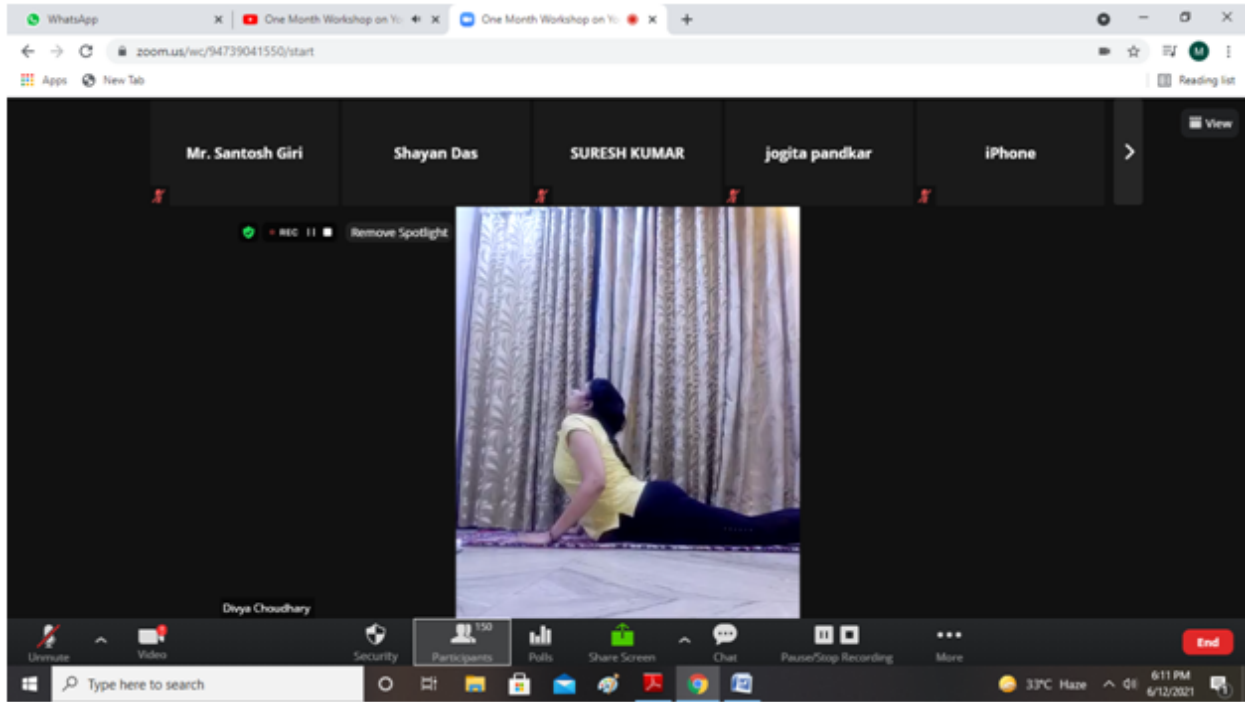 WhatsApp
One Month Workshop on Yo
One Month Workshop on Yo
zoom.us/wc/94739041550/start
M
Apps
New Tab
Reading list
View
Mr. Santosh Giri
Shayan Das
SURESH KUMAR
jogita pandkar
iPhone
REC
Remove Spotlight
Divya Choudhary
Unmute
Video
Security
Participants
150
Polls
Share Screen
Chat
Pause/Stop Recording
More
End
Type here to search
33°C Haze
6:11 PM
6/12/2021